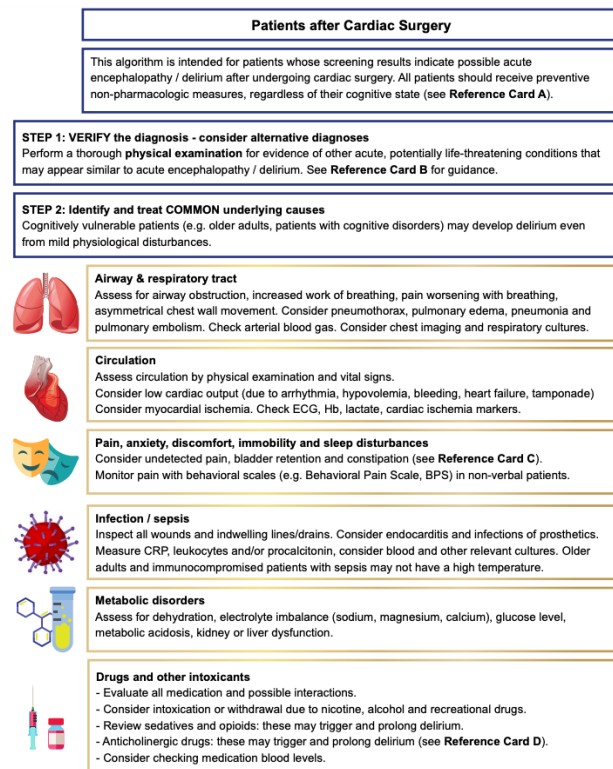 Patients after Cardiac Surgery
This algorithm is intended for patients whose screening results indicate possible acute
encephalopathy / delirium after undergoing cardiac surgery. All patients should receive preventive
non-pharmacologic measures, regardless of their cognitive state (see Reference Card A).
STEP 1: VERIFY the diagnosis - consider alternative diagnoses
Perform a thorough physical examination for evidence of other acute, potentially life-threatening conditions that
may appear similar to acute encephalopathy / delirium. See Reference Card B for guidance.
STEP 2: Identify and treat COMMON underlying causes
Cognitively vulnerable patients (e.g. older adults, patients with cognitive disorders) may develop delirium even
from mild physiological disturbances.
Airway & respiratory tract
Assess for airway obstruction, increased work of breathing, pain worsening with breathing,
asymmetrical chest wall movement. Consider pneumothorax, pulmonary edema, pneumonia and
pulmonary embolism. Check arterial blood gas. Consider chest imaging and respiratory cultures.
Circulation
Assess circulation by physical examination and vital signs.
Consider low cardiac output (due to arrhythmia, hypovolemia, bleeding, heart failure, tamponade)
Consider myocardial ischemia. Check ECG, Hb, lactate, cardiac ischemia markers.
Pain, anxiety, discomfort, immobility and sleep disturbances
Consider undetected pain, bladder retention and constipation (see Reference Card C).
Monitor pain with behavioral scales (e.g. Behavioral Pain Scale, BPS) in non-verbal patients.
Infection / sepsis
Inspect all wounds and indwelling lines/drains. Consider endocarditis and infections of prosthetics.
Measure CRP, leukocytes and/or procalcitonin, consider blood and other relevant cultures. Older
adults and immunocompromised patients with sepsis may not have a high temperature.
Metabolic disorders
Assess for dehydration, electrolyte imbalance (sodium, magnesium, calcium), glucose level,
metabolic acidosis, kidney or liver dysfunction.
Drugs and other intoxicants
- Evaluate all medication and possible interactions.
- Consider intoxication or withdrawal due to nicotine, alcohol and recreational drugs.
- Review sedatives and opioids: these may trigger and prolong delirium.
- Anticholinergic drugs: these may trigger and prolong delirium (see Reference Card D).
- Consider checking medication blood levels.